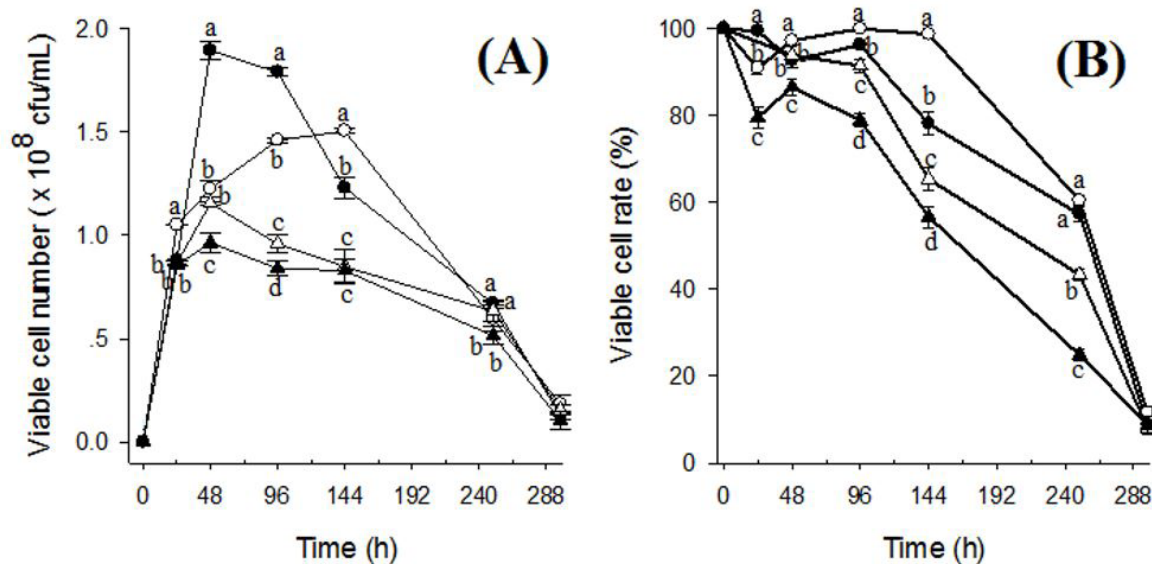 (A)
Viable cell number ( x 10⁸ cfu/mL)
2.0
1.5
1.0
.5
0.0
a
a
a
a
b
b
b
b
b
b
b
c
c
c
d
c
a
a
b
b
0
48
96
144
192
240
288
Time (h)
(B)
Viable cell rate (%)
100
80
60
40
20
0
a
a
a
a
b
b
b
b
c
c
c
d
b
c
d
a
a
b
c
0
48
96
144
192
240
288
Time (h)